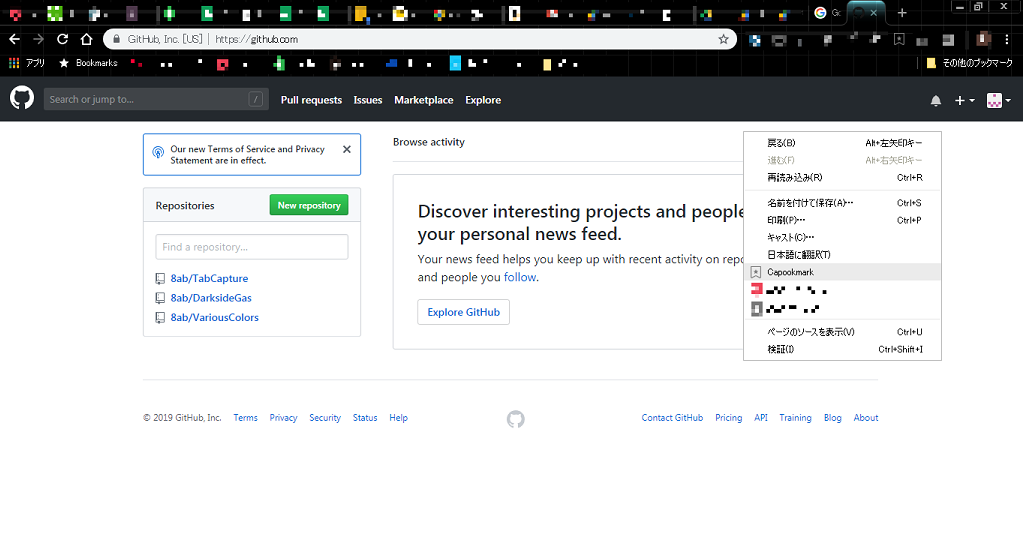 G
GitHub, Inc. [US] | https://github.com
アプリ
Bookmarks
その他のブックマーク
Search or jump to...
/
Pull requests
Issues
Marketplace
Explore
Our new Terms of Service and Privacy
Statement are in effect.
Repositories
New repository
Find a repository...
8ab/TabCapture
8ab/DarksideGas
8ab/VariousColors
Browse activity
Discover interesting projects and people
your personal news feed.
Your news feed helps you keep up with recent activity on repo
and people you follow.
Explore GitHub
戻る(B) Alt+左矢印キー
進む(F) Alt+右矢印キー
再読み込み(R) Ctrl+R
名前を付けて保存(A)... Ctrl+S
印刷(P)... Ctrl+P
キャスト(C)...
日本語に翻訳(T)
Capookmark
ページのソースを表示(V) Ctrl+U
検証(I) Ctrl+Shift+I
© 2019 GitHub, Inc. Terms Privacy Security Status Help
Contact GitHub Pricing API Training Blog About